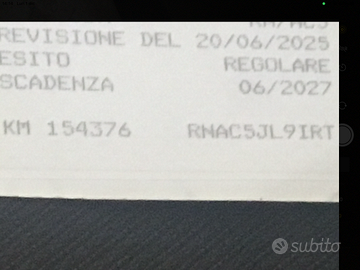 REVISIONE DEL 20/06/2025
ESITO REGOLARE
SCADENZA 06/2027
KM 154376 RNAC5JL9IRT
subito